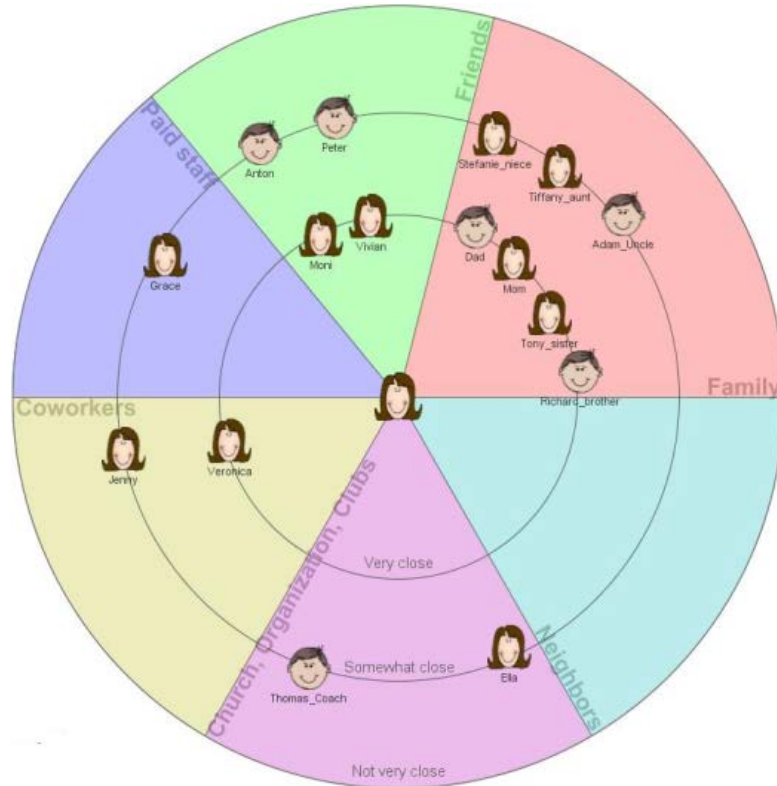 Friends
Paid staff
Peter
Anton
Stefanie_niece
Tiffany_aunt
Adam_Uncle
Vivian
Moni
Dad
Mom
Grace
Tony_sister
Family
Richard_brother
Coworkers
Veronica
Jenny
Church, Organization, Clubs
Very close
Neighbors
Somewhat close
Ella
Thomas_Coach
Not very close